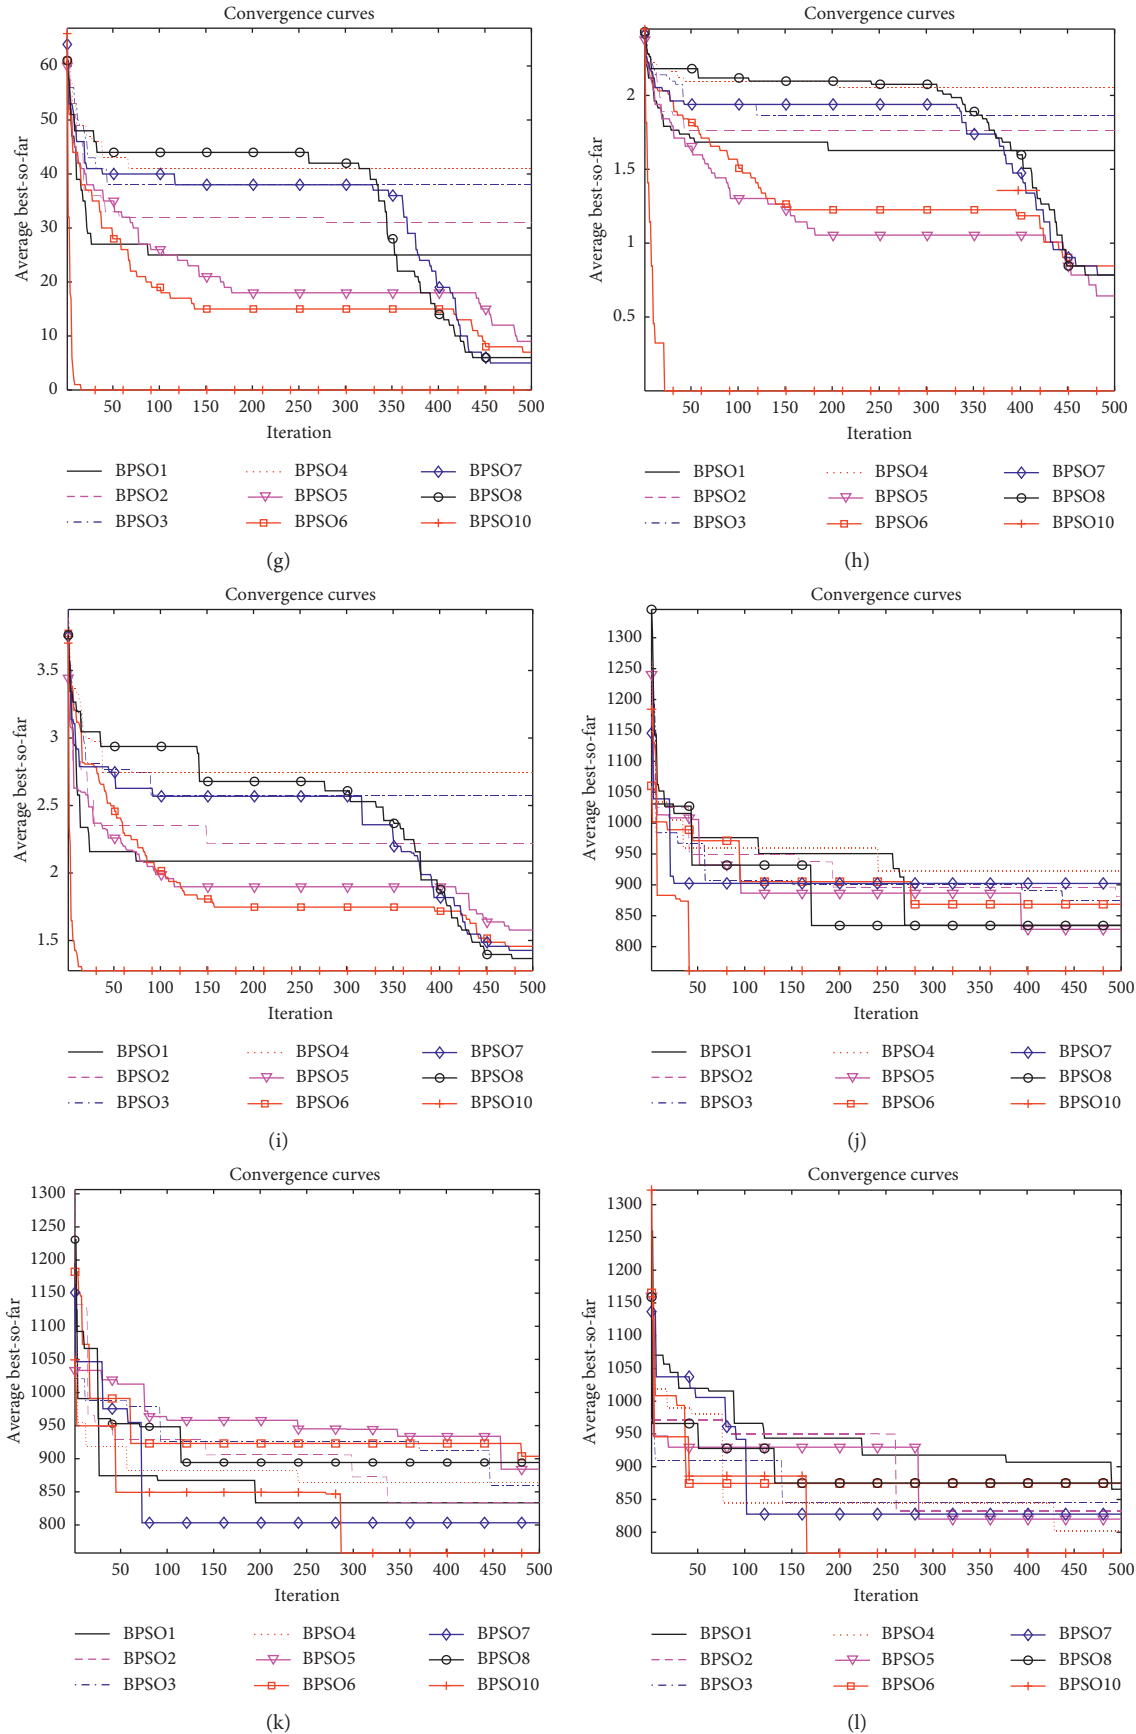 Convergence curves
60
50
40
30
20
10
0
Average best-so-far
50 100 150 200 250 300 350 400 450 500
Iteration
BPSO1 BPSO4 BPSO7
BPSO2 BPSO5 BPSO8
BPSO3 BPSO6 BPSO10
(g)
Convergence curves
2
1.5
1
0.5
Average best-so-far
50 100 150 200 250 300 350 400 450 500
Iteration
BPSO1 BPSO4 BPSO7
BPSO2 BPSO5 BPSO8
BPSO3 BPSO6 BPSO10
(h)
Convergence curves
3.5
3
2.5
2
1.5
Average best-so-far
50 100 150 200 250 300 350 400 450 500
Iteration
BPSO1 BPSO4 BPSO7
BPSO2 BPSO5 BPSO8
BPSO3 BPSO6 BPSO10
(i)
Convergence curves
1300
1250
1200
1150
1100
1050
1000
950
900
850
800
Average best-so-far
50 100 150 200 250 300 350 400 450 500
Iteration
BPSO1 BPSO4 BPSO7
BPSO2 BPSO5 BPSO8
BPSO3 BPSO6 BPSO10
(j)
Convergence curves
1300
1250
1200
1150
1100
1050
1000
950
900
850
800
Average best-so-far
50 100 150 200 250 300 350 400 450 500
Iteration
BPSO1 BPSO4 BPSO7
BPSO2 BPSO5 BPSO8
BPSO3 BPSO6 BPSO10
(k)
Convergence curves
1300
1250
1200
1150
1100
1050
1000
950
900
850
800
Average best-so-far
50 100 150 200 250 300 350 400 450 500
Iteration
BPSO1 BPSO4 BPSO7
BPSO2 BPSO5 BPSO8
BPSO3 BPSO6 BPSO10
(l)